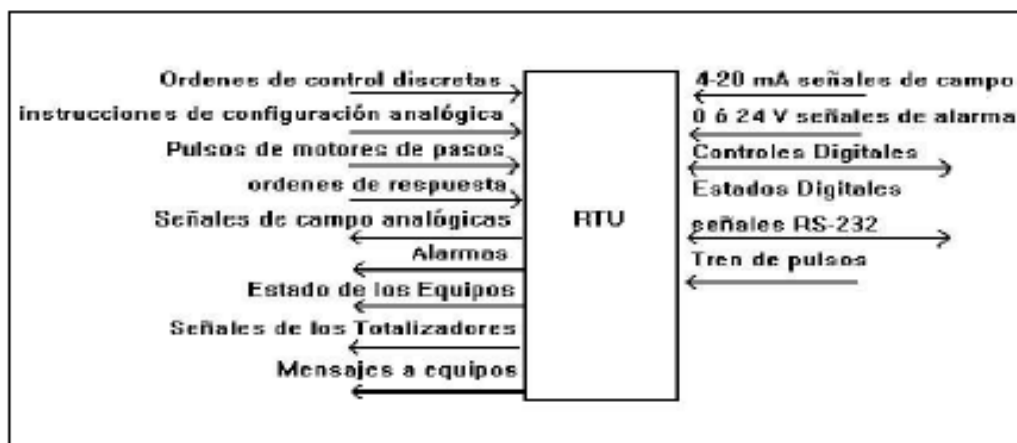 Ordenes de control discretas
instrucciones de configuración analógica
Pulsos de motores de pasos
ordenes de respuesta
Señales de campo analógicas
Alarmas
Estado de los Equipos
Señales de los Totalizadores
Mensajes a equipos
RTU
4-20 mA señales de campo
0 ó 24 V señales de alarma
Controles Digitales
Estados Digitales
señales RS-232
Tren de pulsos